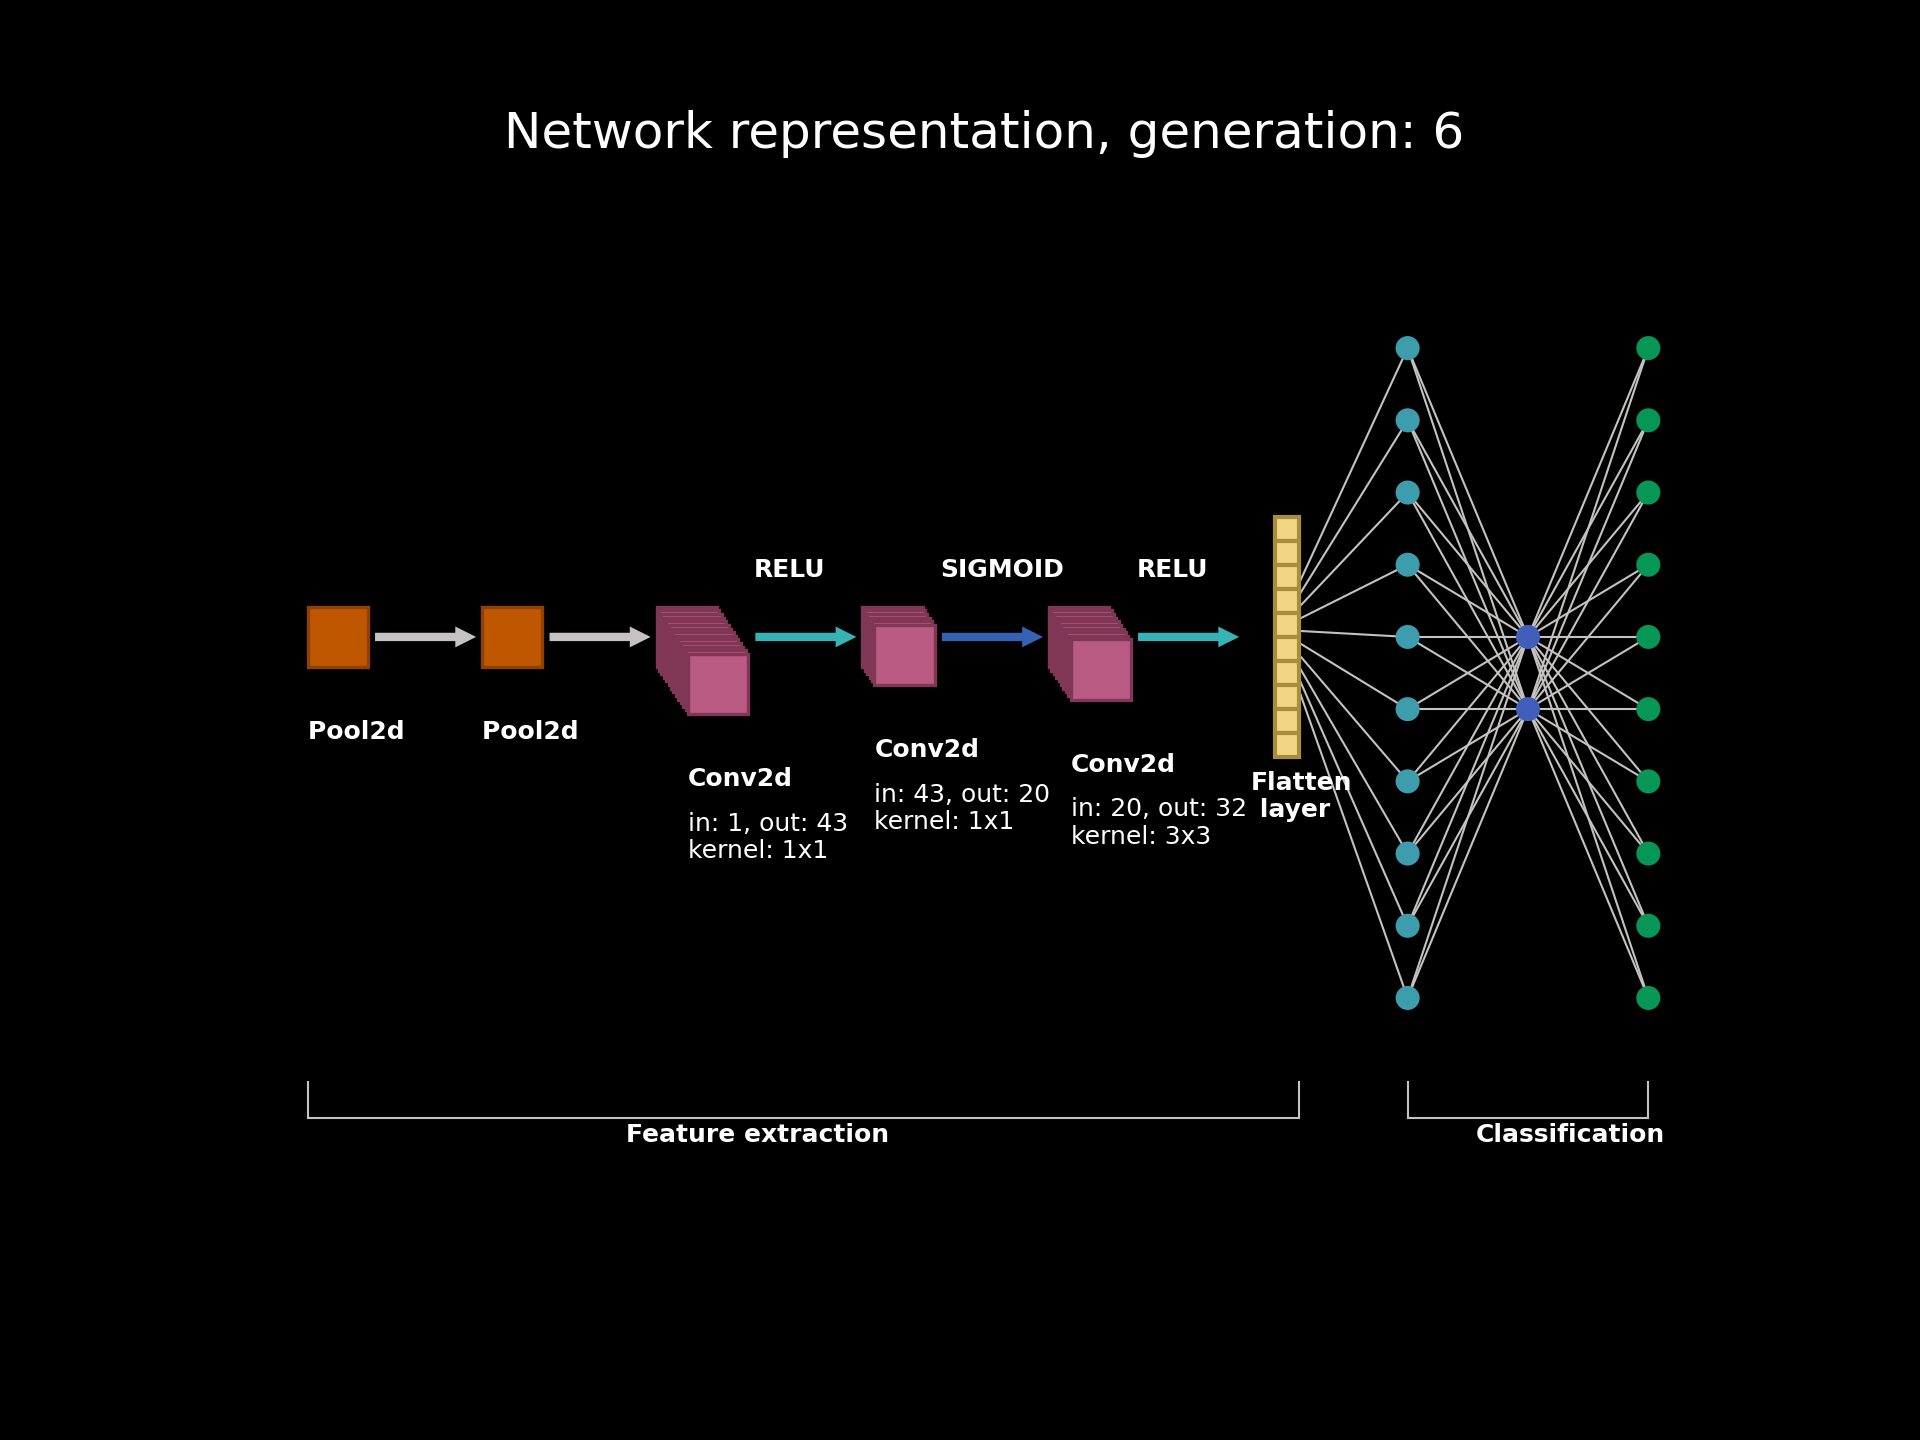 Network representation, generation: 6
RELU
SIGMOID
RELU
Pool2d
Pool2d
Conv2d
in: 1, out: 43
kernel: 1x1
Conv2d
in: 43, out: 20
kernel: 1x1
Conv2d
in: 20, out: 32
kernel: 3x3
Flatten
layer
Feature extraction
Classification